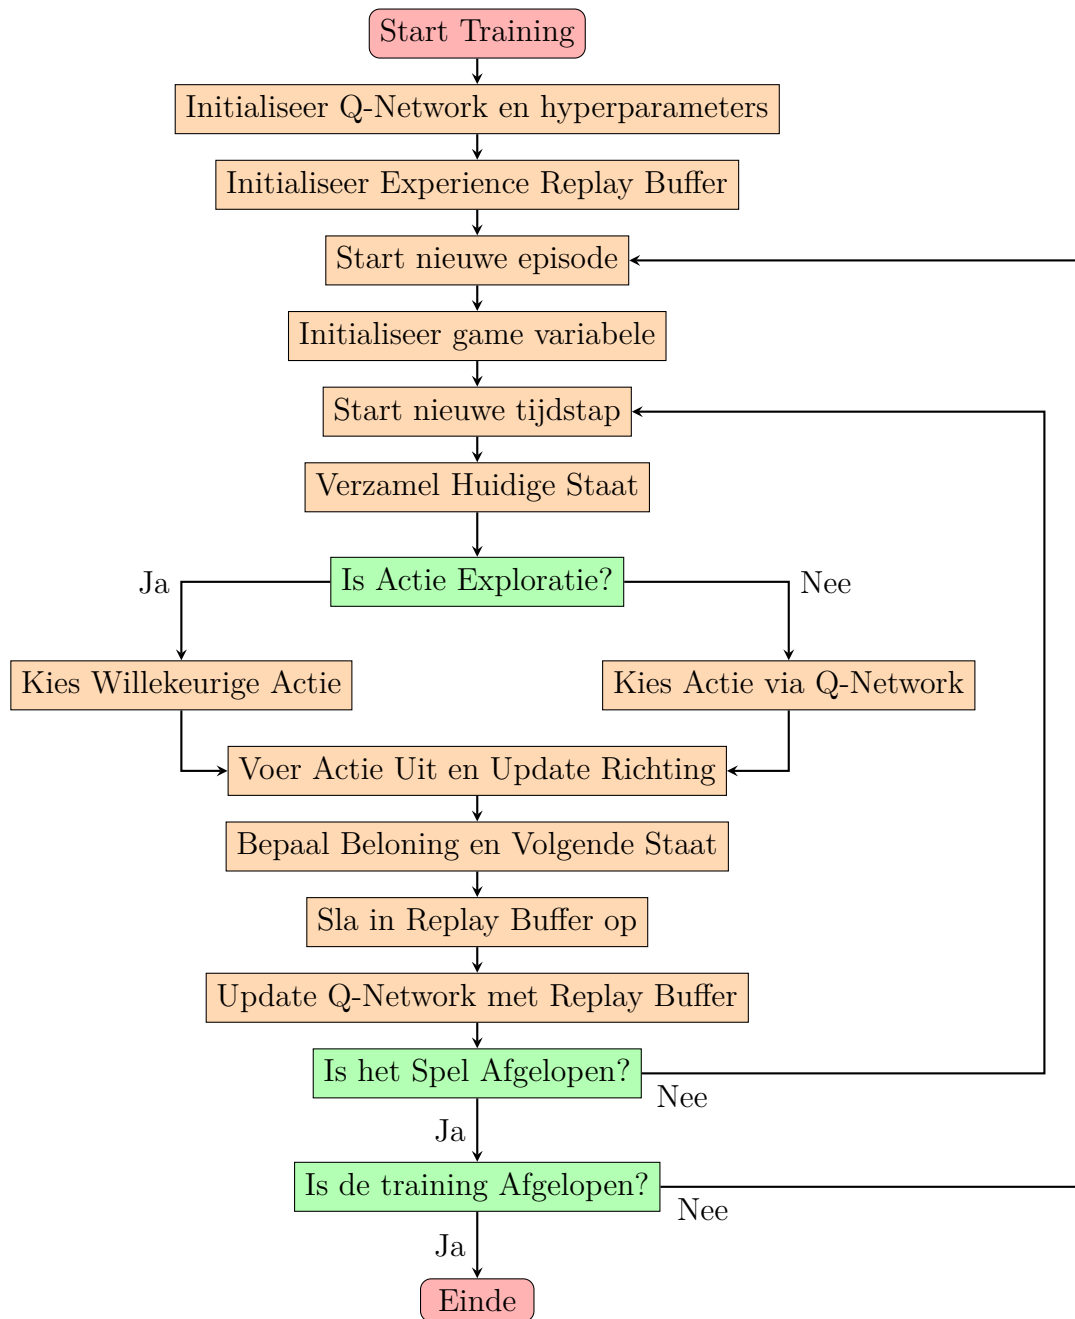 Start Training
Initialiseer Q-Network en hyperparameters
Initialiseer Experience Replay Buffer
Start nieuwe episode
Initialiseer game variabele
Start nieuwe tijdstap
Verzamel Huidige Staat
Is Actie Exploratie?
Ja
Nee
Kies Willekeurige Actie
Kies Actie via Q-Network
Voer Actie Uit en Update Richting
Bepaal Beloning en Volgende Staat
Sla in Replay Buffer op
Update Q-Network met Replay Buffer
Is het Spel Afgelopen?
Nee
Ja
Is de training Afgelopen?
Nee
Ja
Einde